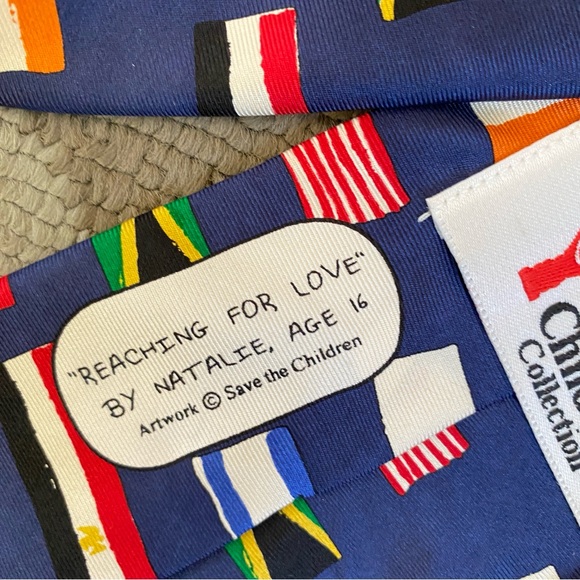 "REACHING FOR LOVE"
BY NATALIE, AGE 16
Artwork © Save the Children
Collection